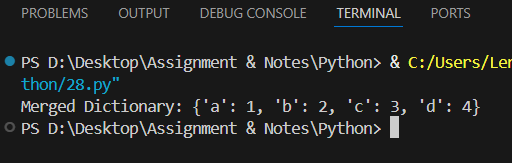 PROBLEMS OUTPUT DEBUG CONSOLE TERMINAL PORTS
PS D:\Desktop\Assignment & Notes\Python> & C:/Users/Ler
thon/28.py"
Merged Dictionary: {'a': 1, 'b': 2, 'c': 3, 'd': 4}
PS D:\Desktop\Assignment & Notes\Python>